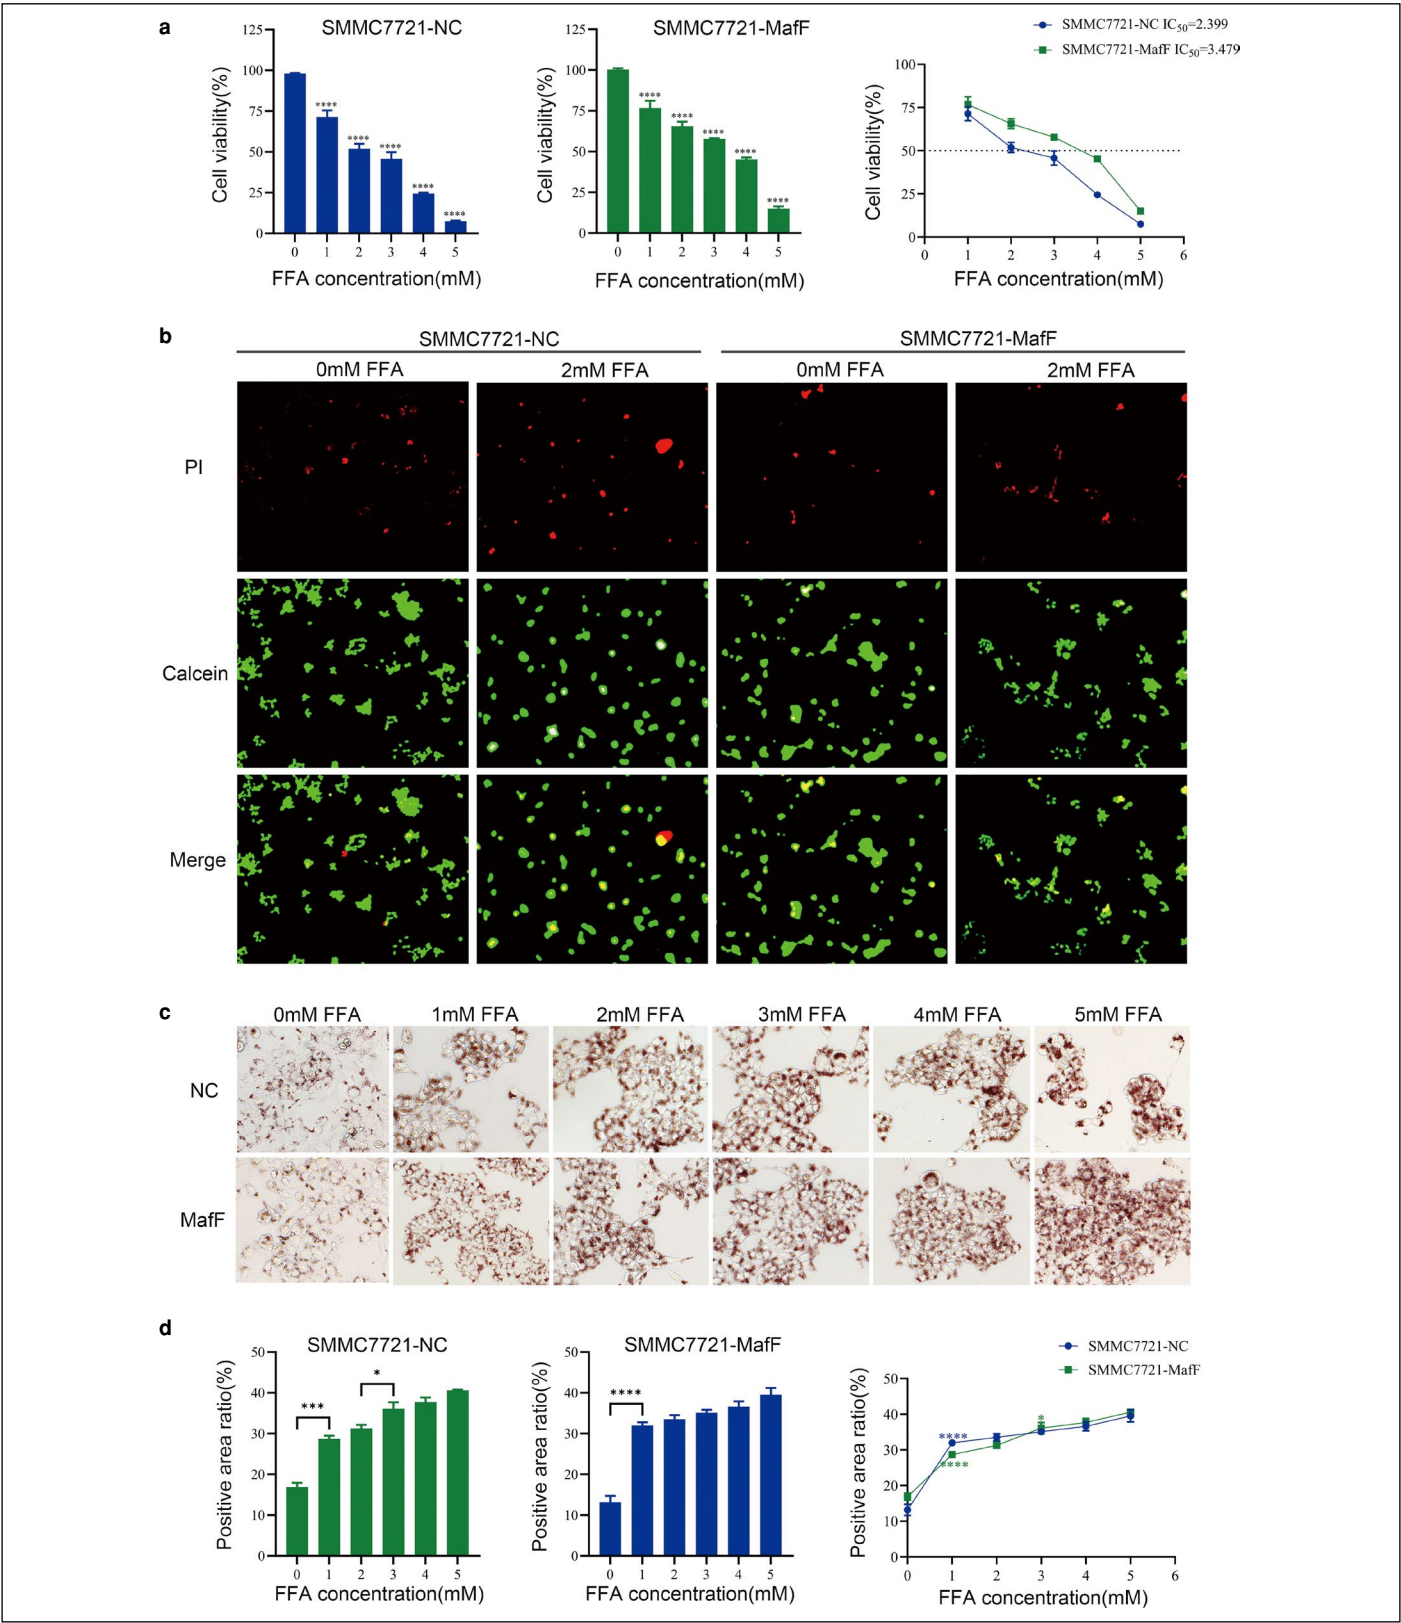 a
SMMC7721-NC
Cell viability(%)
125
100
75
50
25
0
****
****
****
****
****
0 1 2 3 4 5
FFA concentration(mM)
SMMC7721-MafF
Cell viability(%)
125
100
75
50
25
0
****
****
****
****
****
0 1 2 3 4 5
FFA concentration(mM)
SMMC7721-NC IC50=2.399
SMMC7721-MafF IC50=3.479
Cell viability(%)
100
75
50
25
0
0 1 2 3 4 5 6
FFA concentration(mM)
b
SMMC7721-NC SMMC7721-MafF
0mM FFA 2mM FFA 0mM FFA 2mM FFA
PI
Calcein
Merge
c
0mM FFA 1mM FFA 2mM FFA 3mM FFA 4mM FFA 5mM FFA
NC
MafF
d
SMMC7721-NC
Positive area ratio(%)
50
40
30
20
10
0
***
*
0 1 2 3 4 5
FFA concentration(mM)
SMMC7721-MafF
Positive area ratio(%)
50
40
30
20
10
0
****
0 1 2 3 4 5
FFA concentration(mM)
SMMC7721-NC
SMMC7721-MafF
Positive area ratio(%)
50
40
30
20
10
0
****
****
*
0 1 2 3 4 5 6
FFA concentration(mM)